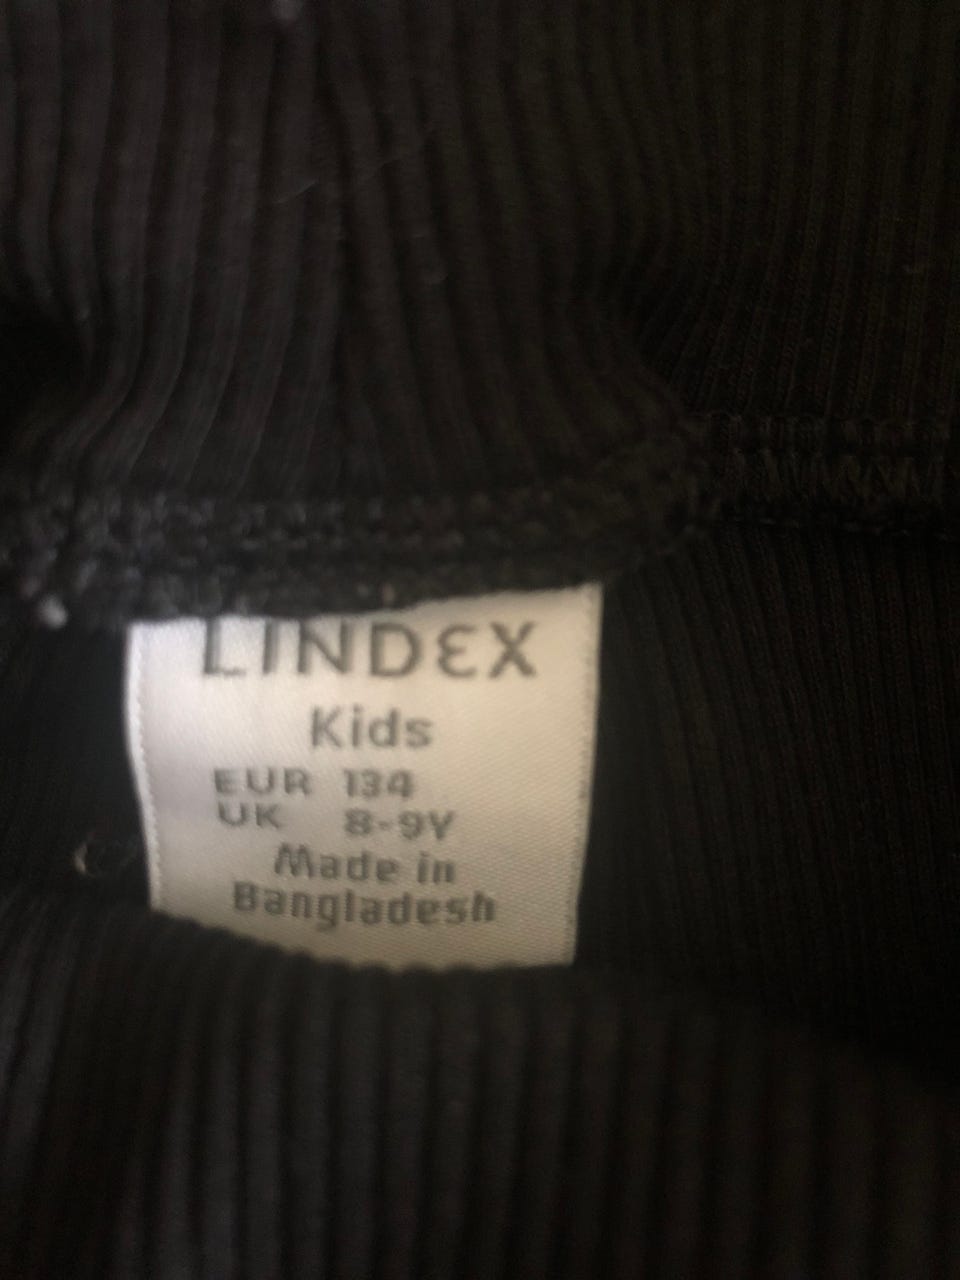 LINDEX
Kids
EUR 134
UK 8-9Y
Made in
Bangladesh